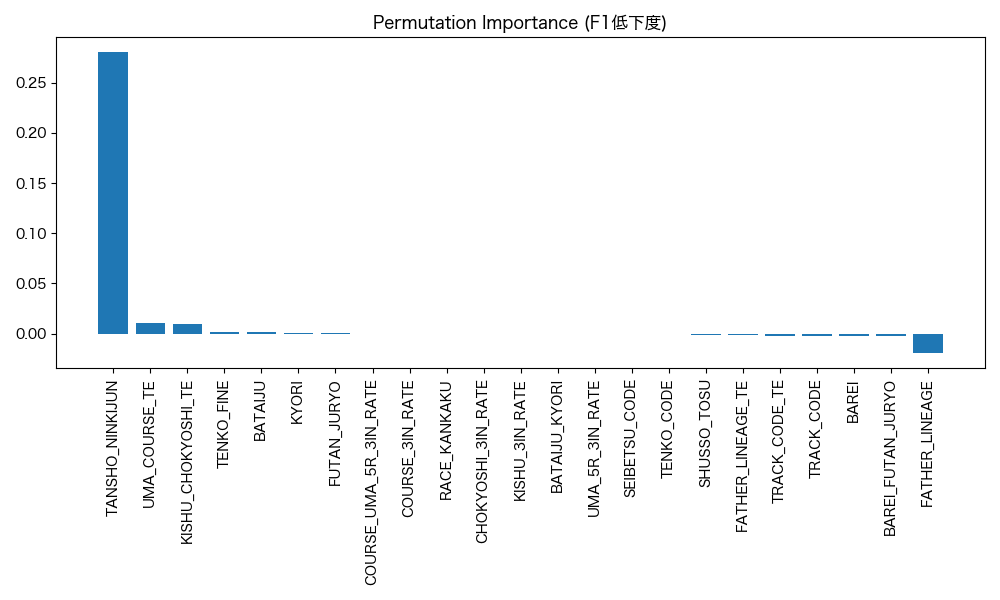 Permutation Importance (F1低下度)
0.25
0.20
0.15
0.10
0.05
0.00
TANSHO_NINKIJUN
UMA_COURSE_TE
KISHU_CHOKYOSHI_TE
TENKO_FINE
BATAIJU
KYORI
FUTAN_JURYO
COURSE_UMA_5R_3IN_RATE
COURSE_3IN_RATE
RACE_KANKAKU
CHOKYOSHI_3IN_RATE
KISHU_3IN_RATE
BATAIJU_KYORI
UMA_5R_3IN_RATE
SEIBETSU_CODE
TENKO_CODE
SHUSSO_TOSU
FATHER_LINEAGE_TE
TRACK_CODE_TE
TRACK_CODE
BAREI
BAREI_FUTAN_JURYO
FATHER_LINEAGE